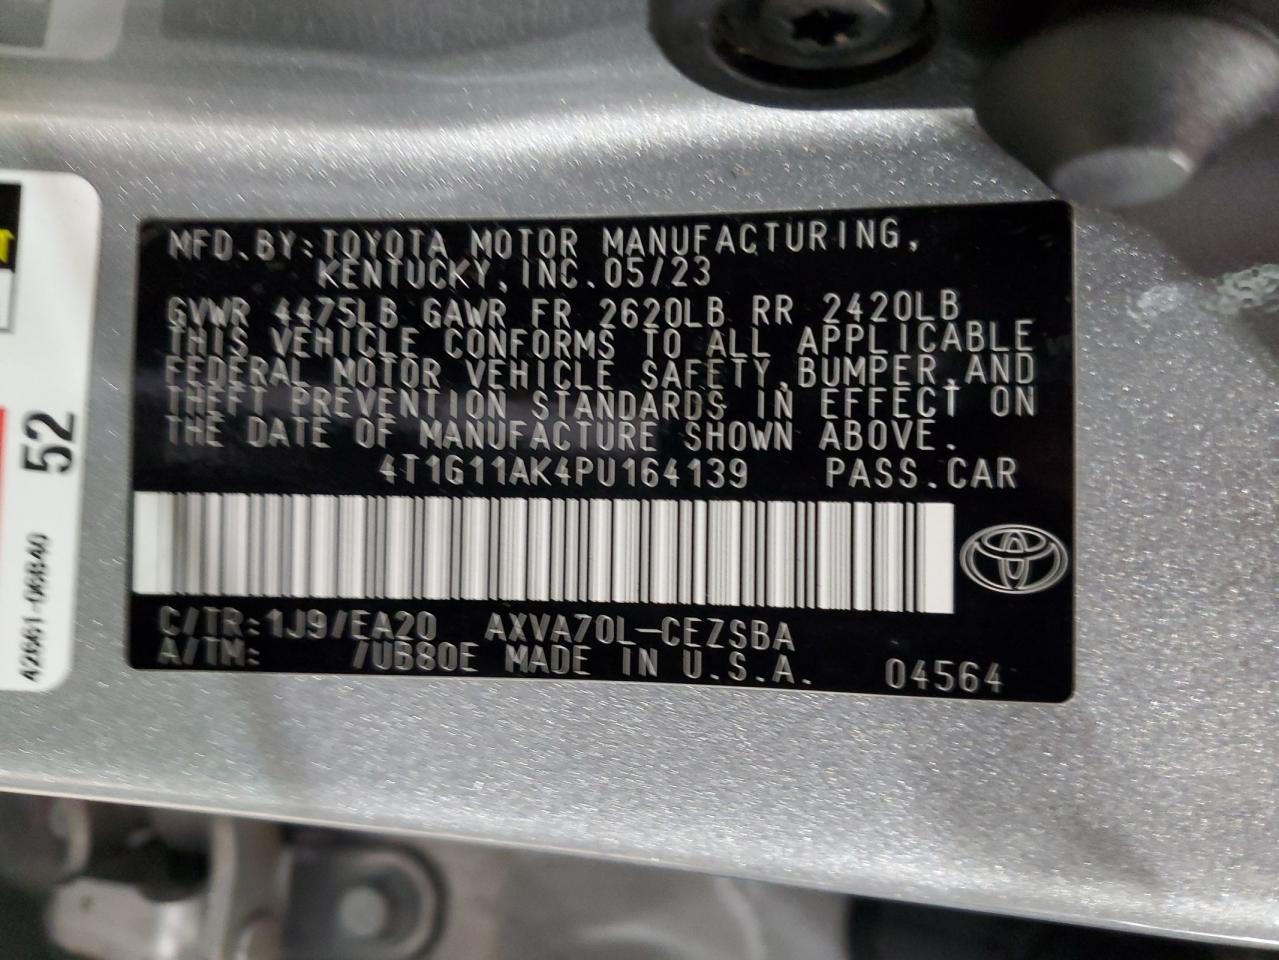 MFD.BY:TOYOTA MOTOR MANUFACTURING,
KENTUCKY,INC.05/23
GVWR 4475LB GAWR FR 2620LB RR 2420LB
THIS VEHICLE CONFORMS TO ALL APPLICABLE
FEDERAL MOTOR VEHICLE SAFETY,BUMPER,AND
THEFT PREVENTION STANDARDS IN EFFECT ON
THE DATE OF MANUFACTURE SHOWN ABOVE.
4T1G11AK4PU164139 PASS.CAR
C/TR:1J9/EA20 AXVA70L-CEZSBA
A/TM: /UB80E MADE IN U.S.A. 04564
52
42661-06B40